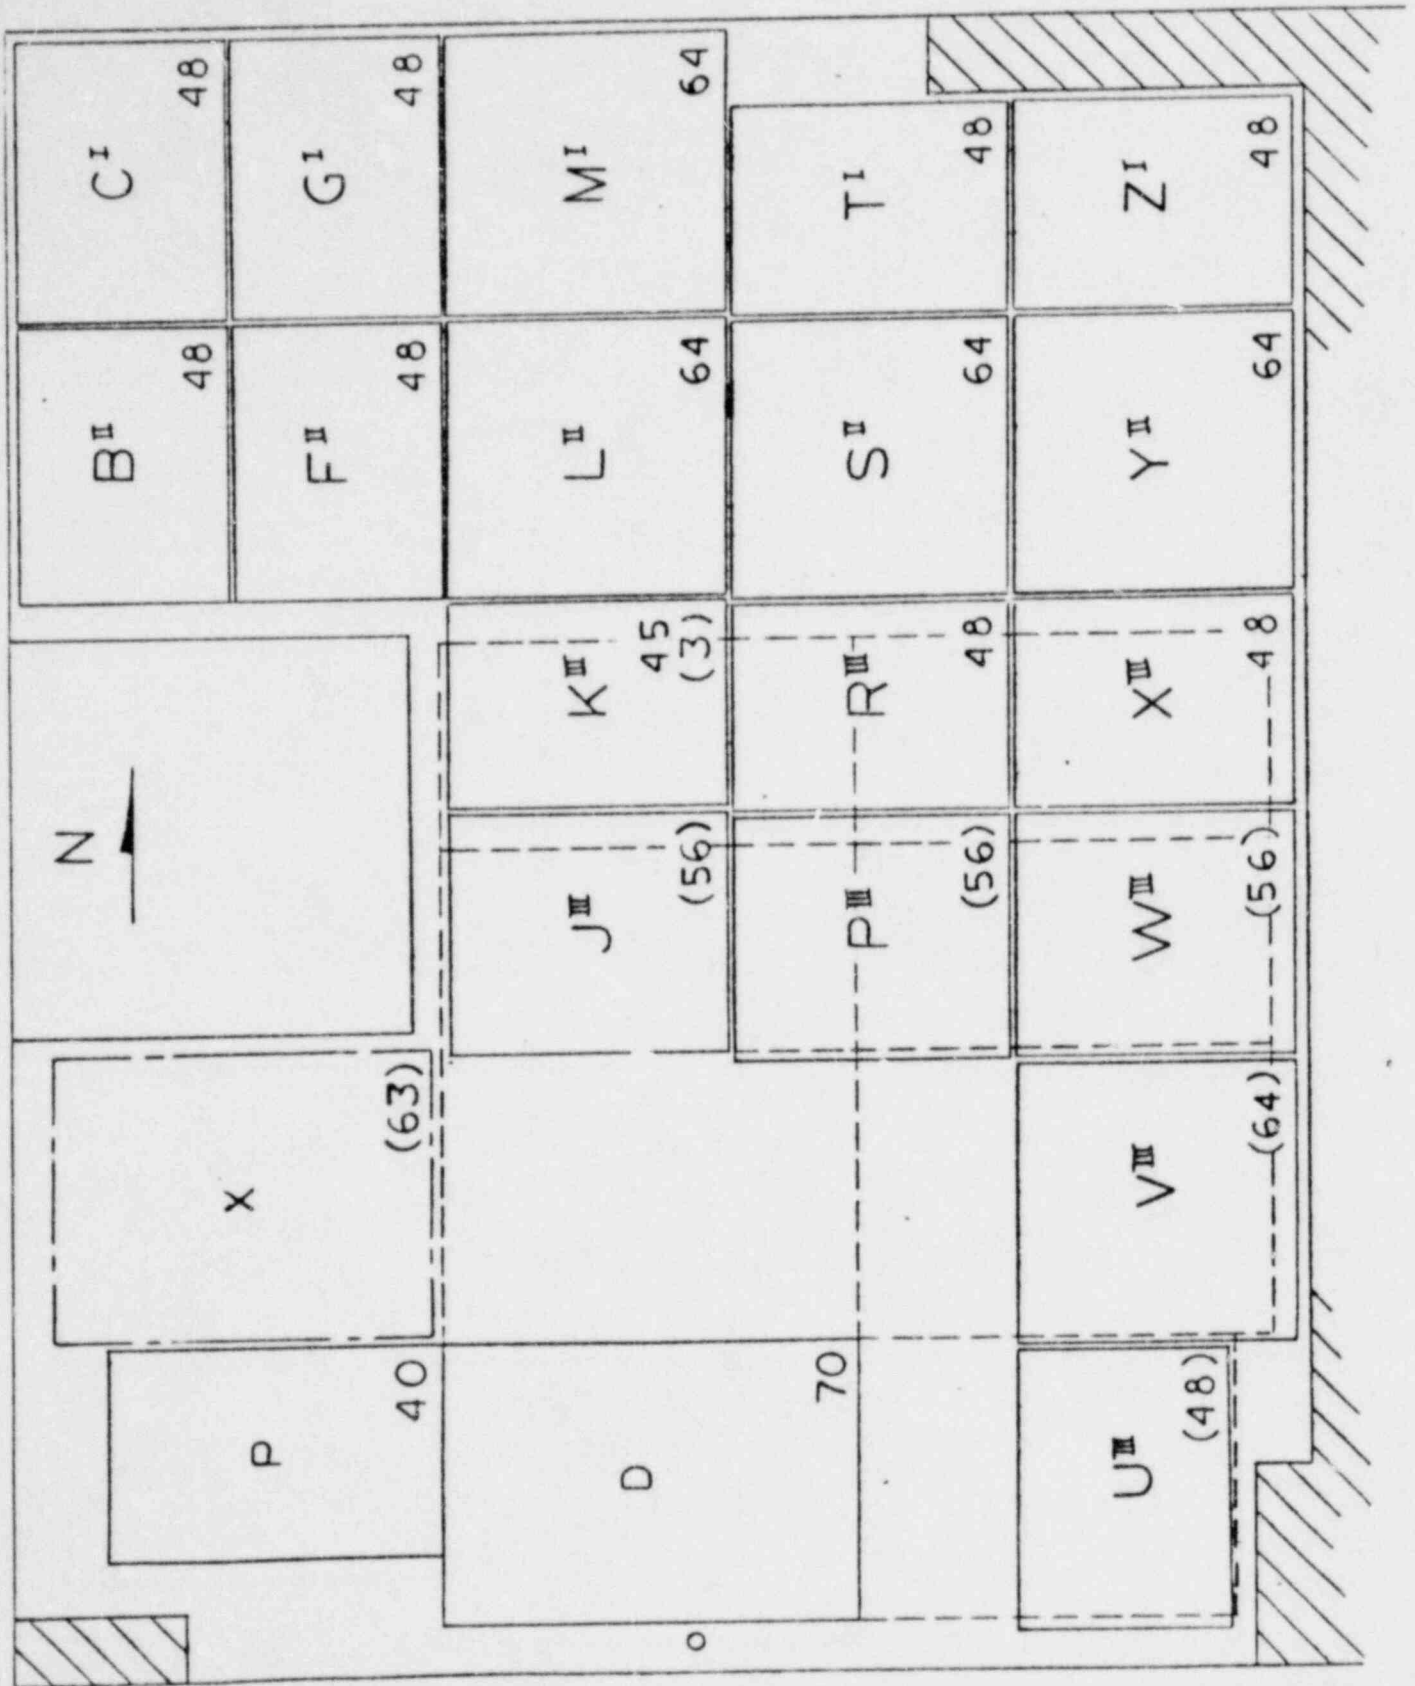 C I
48
G I
48
M I
64
T I
48
Z I
48
B II
48
F II
48
L II
64
S II
64
Y II
64
N
K III
45
(3)
R III
48
X III
48
J III
(56)
P III
(56)
W III
(56)
X
(63)
V III
(64)
P
40
D
70
U III
(48)